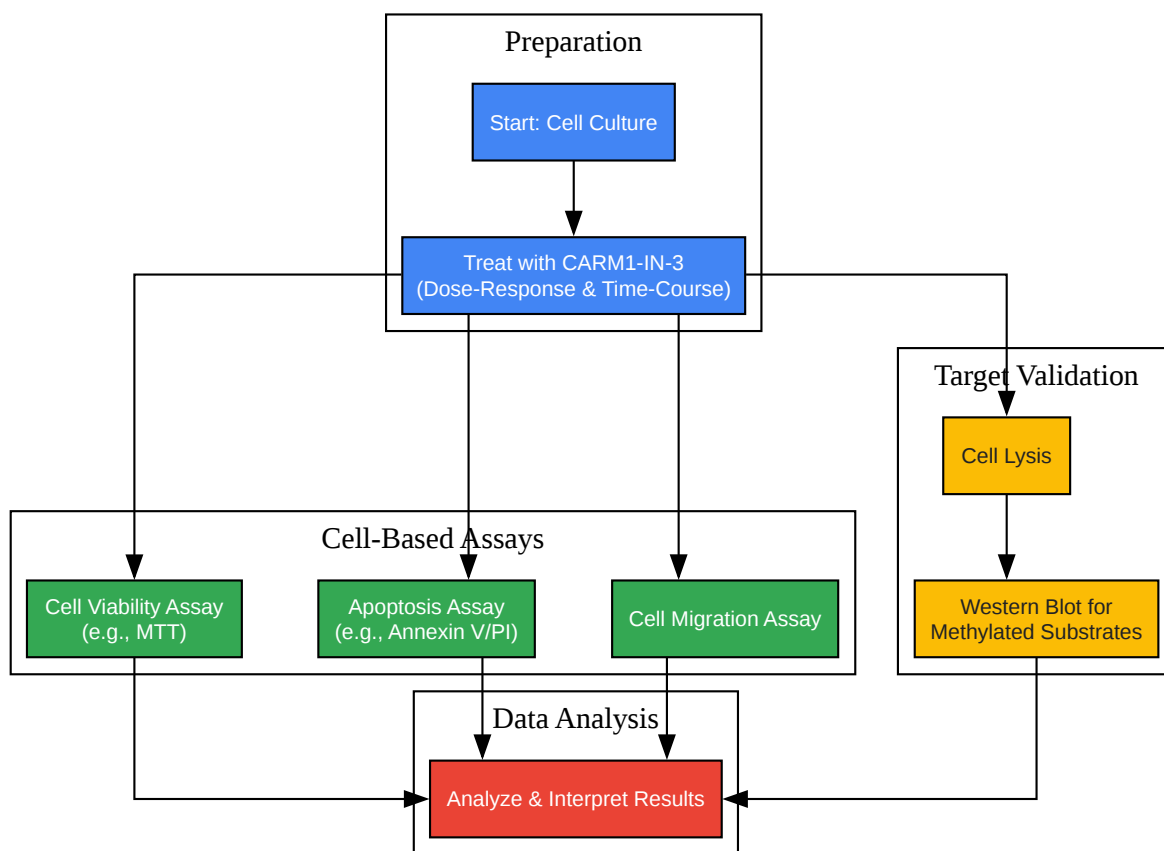 Preparation
Start: Cell Culture
Treat with CARM1-IN-3
(Dose-Response & Time-Course)
Target Validation
Cell Lysis
Cell-Based Assays
Cell Viability Assay
(e.g., MTT)
Apoptosis Assay
(e.g., Annexin V/PI)
Cell Migration Assay
Western Blot for
Methylated Substrates
Data Analysis
Analyze & Interpret Results